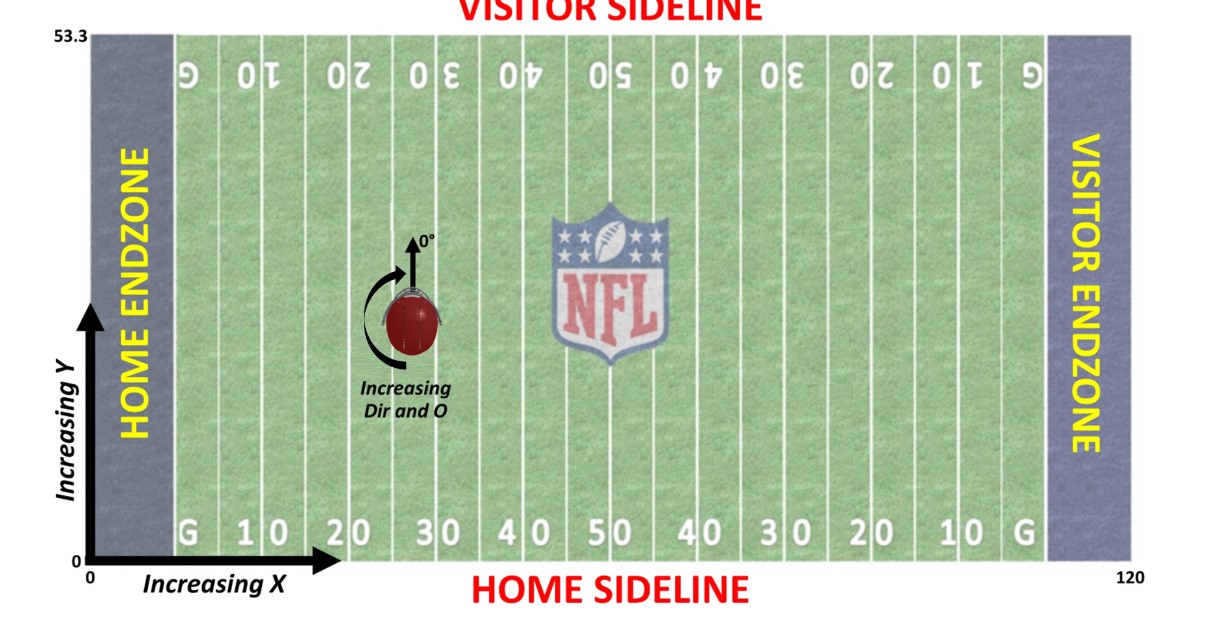 VISITOR SIDELINE
53.3
G 10 20 30 40 50 40 30 20 10 G
HOME ENDZONE
VISITOR ENDZONE
0°
NFL
Increasing
Dir and O
Increasing Y
G 10 20 30 40 50 40 30 20 10 G
0
0
Increasing X
HOME SIDELINE
120